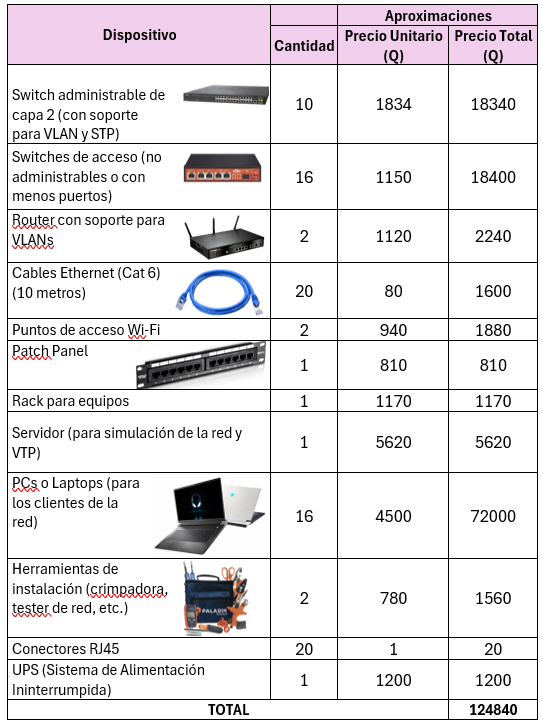 Dispositivo
Aproximaciones
Cantidad
Precio Unitario
(Q)
Precio Total
(Q)
Switch administrable de
capa 2 (con soporte
para VLAN y STP)
10
1834
18340
Switches de acceso (no
administrables o con
menos puertos)
16
1150
18400
Router con soporte para
VLANs
2
1120
2240
Cables Ethernet (Cat 6)
(10 metros)
20
80
1600
Puntos de acceso Wi-Fi
2
940
1880
Patch Panel
1
810
810
Rack para equipos
1
1170
1170
Servidor (para simulación de la red y
VTP)
1
5620
5620
PCs o Laptops (para
los clientes de la
red)
16
4500
72000
Herramientas de
instalación (crimpadora,
tester de red, etc.)
PALADIN
2
780
1560
Conectores RJ45
20
1
20
UPS (Sistema de Alimentación
Ininterrumpida)
1
1200
1200
TOTAL
124840